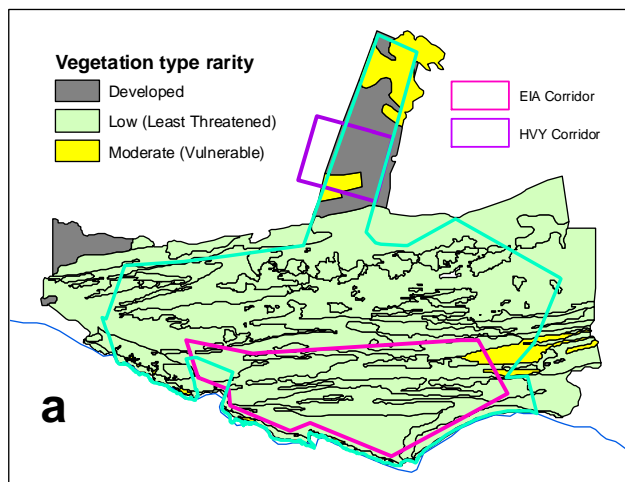 Vegetation type rarity
Developed
Low (Least Threatened)
Moderate (Vulnerable)
EIA Corridor
HVY Corridor
a